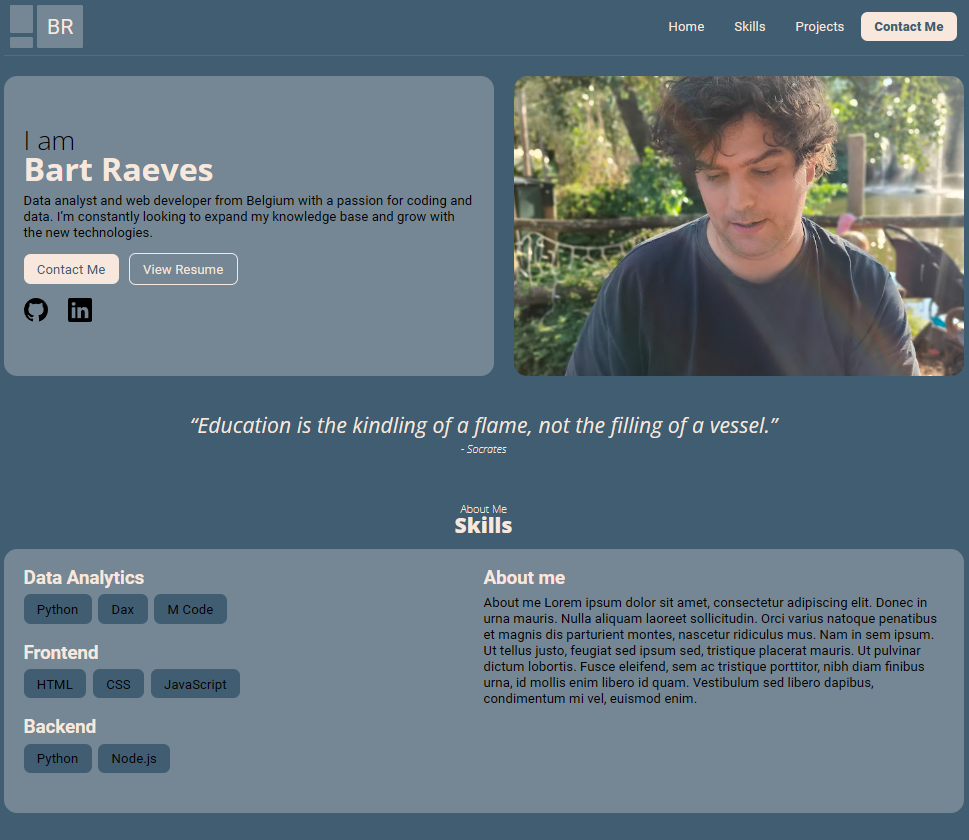 BR
Home Skills Projects Contact Me
I am
Bart Raeves
Data analyst and web developer from Belgium with a passion for coding and
data. I'm constantly looking to expand my knowledge base and grow with
the new technologies.
Contact Me View Resume
in
“Education is the kindling of a flame, not the filling of a vessel.”
- Socrates
About Me
Skills
Data Analytics
Python Dax M Code
Frontend
HTML CSS JavaScript
Backend
Python Node.js
About me
About me Lorem ipsum dolor sit amet, consectetur adipiscing elit. Donec in
urna mauris. Nulla aliquam laoreet sollicitudin. Orci varius natoque penatibus
et magnis dis parturient montes, nascetur ridiculus mus. Nam in sem ipsum.
Ut tellus justo, feugiat sed ipsum sed, tristique placerat mauris. Ut pulvinar
dictum lobortis. Fusce eleifend, sem ac tristique porttitor, nibh diam finibus
urna, id mollis enim libero id quam. Vestibulum sed libero dapibus,
condimentum mi vel, euismod enim.